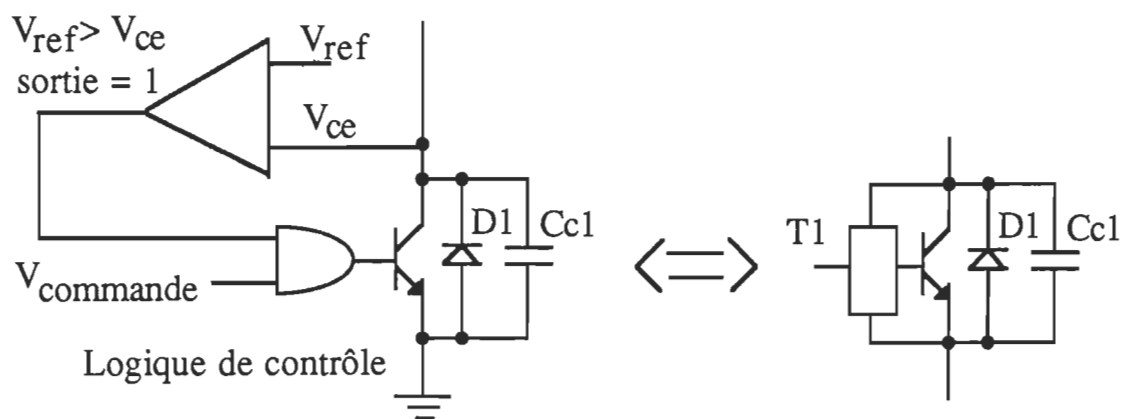 Vref> Vce
sortie = 1
Vref
Vce
D1
Cc1
Vcommande
Logique de contrôle
T1
D1
Cc1